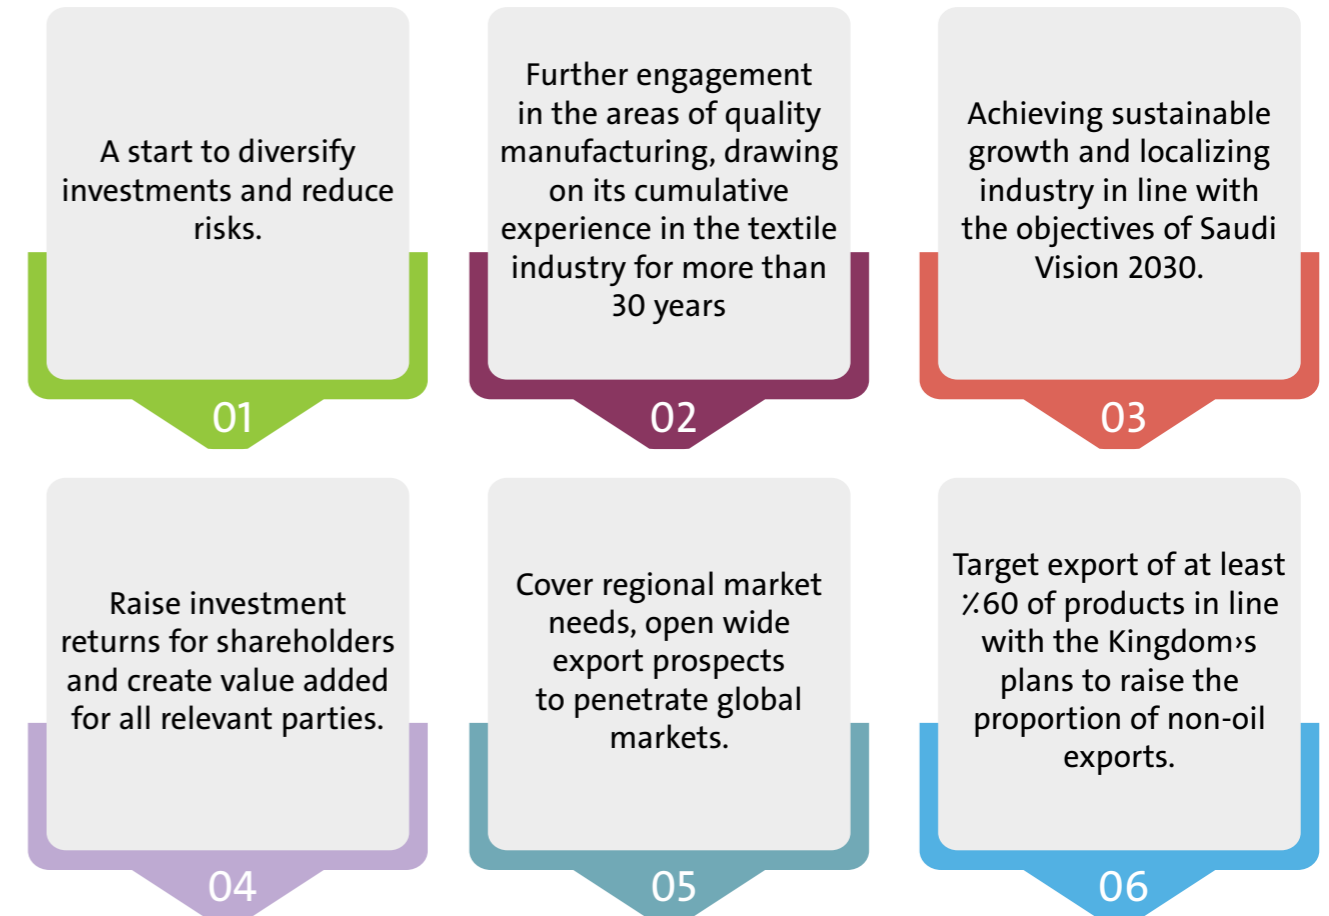 A start to diversify
investments and reduce
risks.
01
Further engagement
in the areas of quality
manufacturing, drawing
on its cumulative
experience in the textile
industry for more than
30 years
02
Achieving sustainable
growth and localizing
industry in line with
the objectives of Saudi
Vision 2030.
03
Raise investment
returns for shareholders
and create value added
for all relevant parties.
04
Cover regional market
needs, open wide
export prospects
to penetrate global
markets.
05
Target export of at least
٪60 of products in line
with the Kingdom›s
plans to raise the
proportion of non-oil
exports.
06